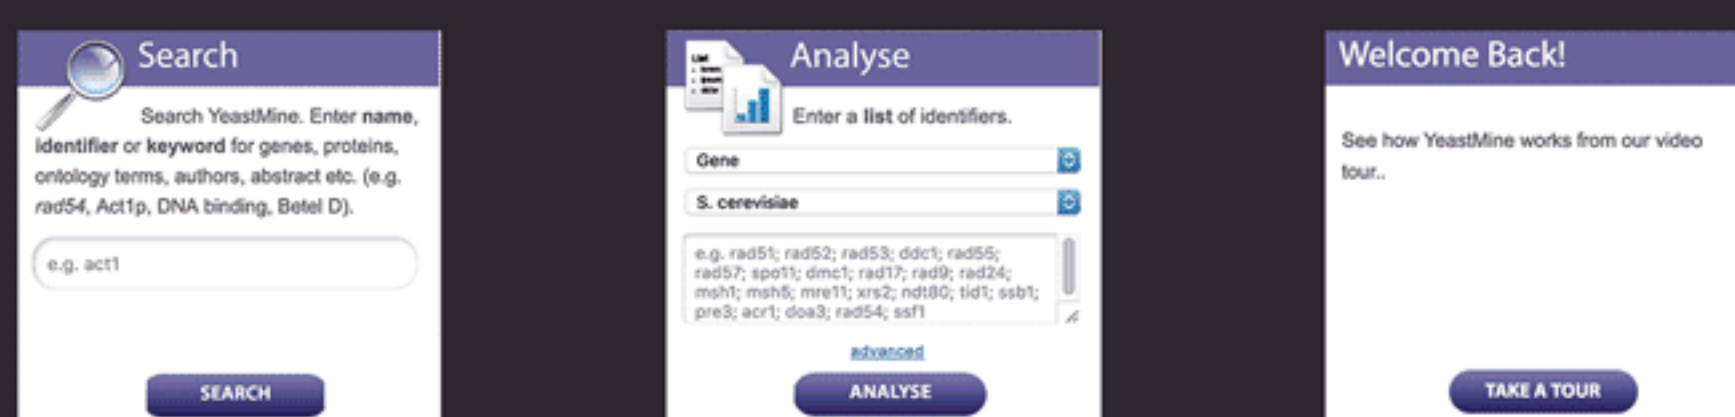 Search
Search YeastMine. Enter name,
identifier or keyword for genes, proteins,
ontology terms, authors, abstract etc. (e.g.
rad54, Act1p, DNA binding, Betel D).
e.g. act1
SEARCH
Analyse
Enter a list of identifiers.
Gene
S. cerevisiae
e.g. rad51; rad52; rad53; ddc1; rad55;
rad57; spo11; dmc1; rad17; rad9; rad24;
msh1; msh5; mre11; xrs2; ndt80; tid1; ssb1;
pre3; acr1; doa3; rad54; ssf1
advanced
ANALYSE
Welcome Back!
See how YeastMine works from our video
tour..
TAKE A TOUR